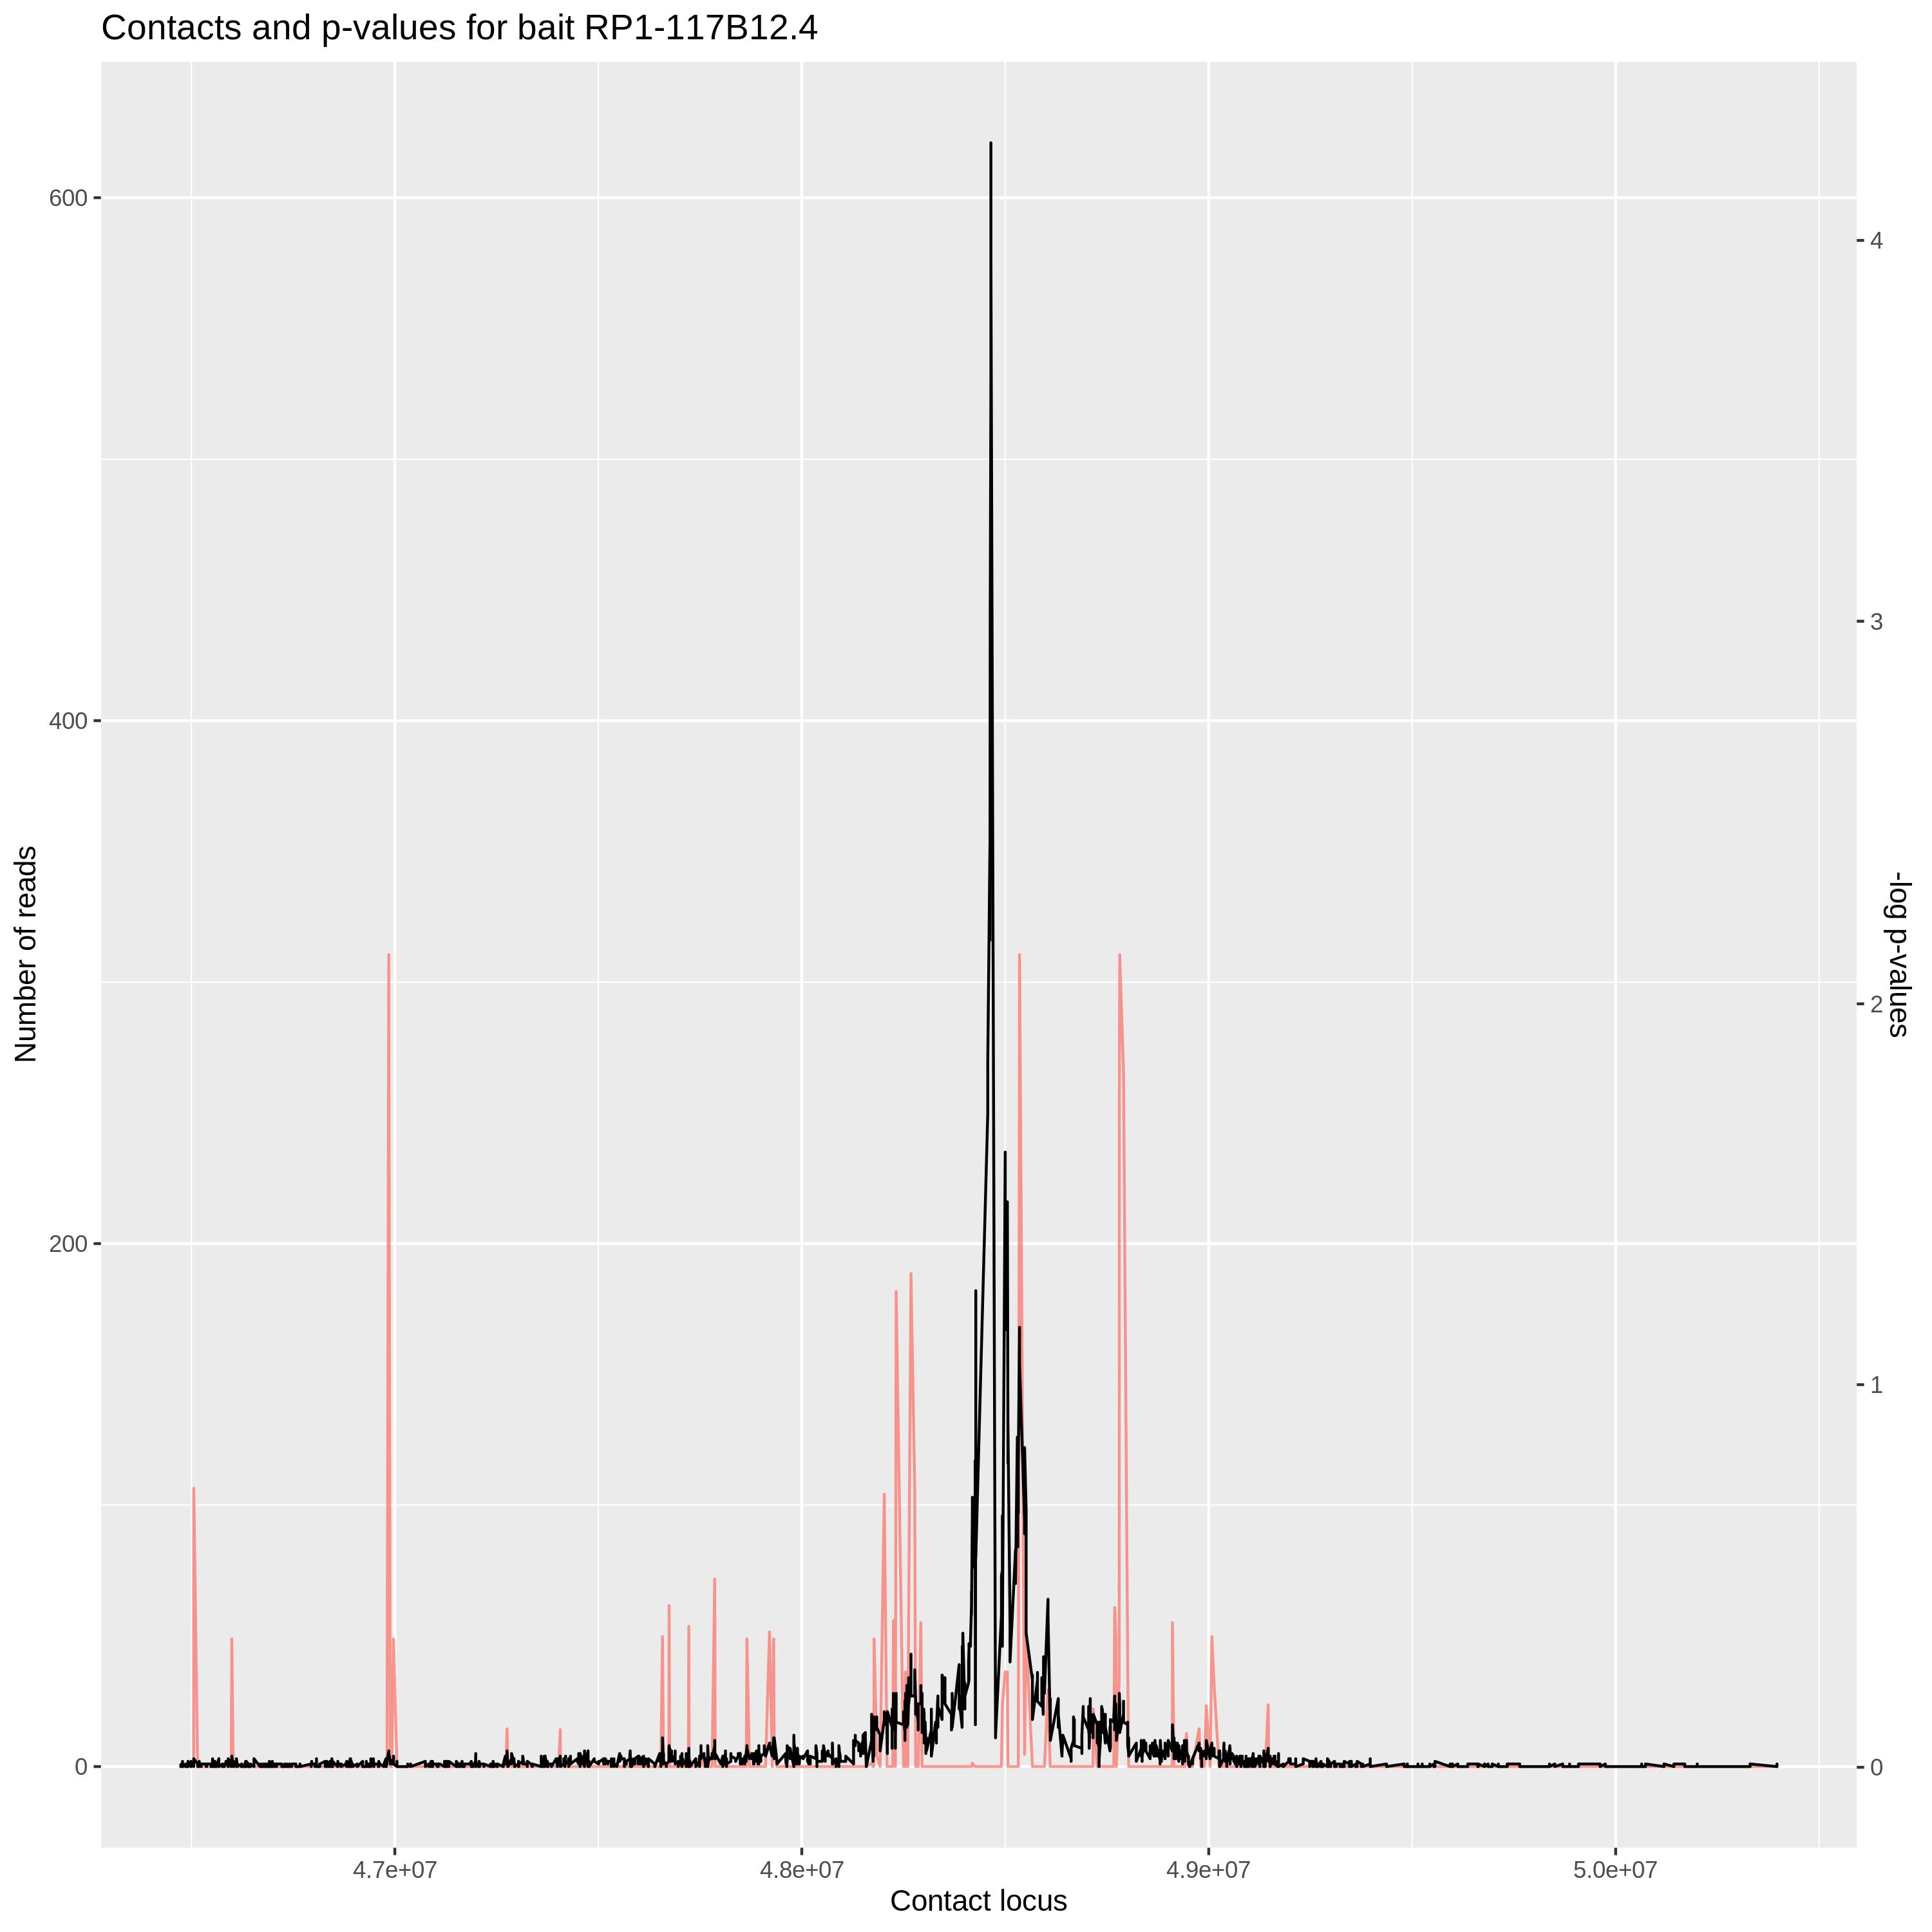 Contacts and p-values for bait RP1-117B12.4
600
400
200
0
Number of reads
4
3
2
1
0
-log p-values
4.7e+07
4.8e+07
4.9e+07
5.0e+07
Contact locus